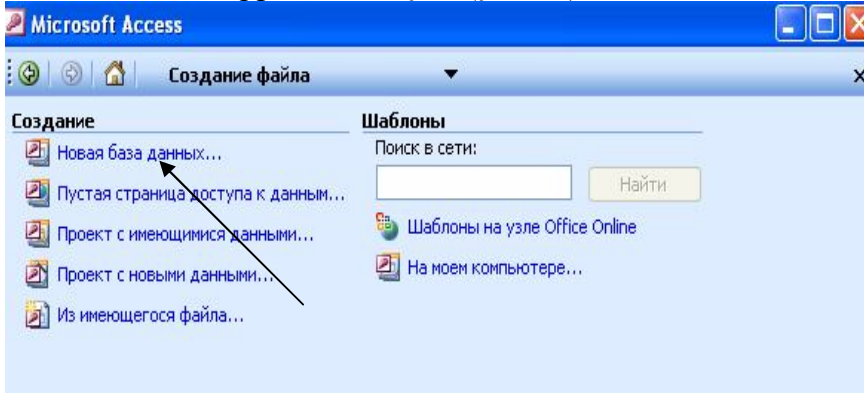 Microsoft Access
Создание файла
Создание
Новая база данных...
Пустая страница доступа к данным...
Проект с имеющимися данными...
Проект с новыми данными...
Из имеющегося файла...
Шаблоны
Поиск в сети:
Найти
Шаблоны на узле Office Online
На моем компьютере...